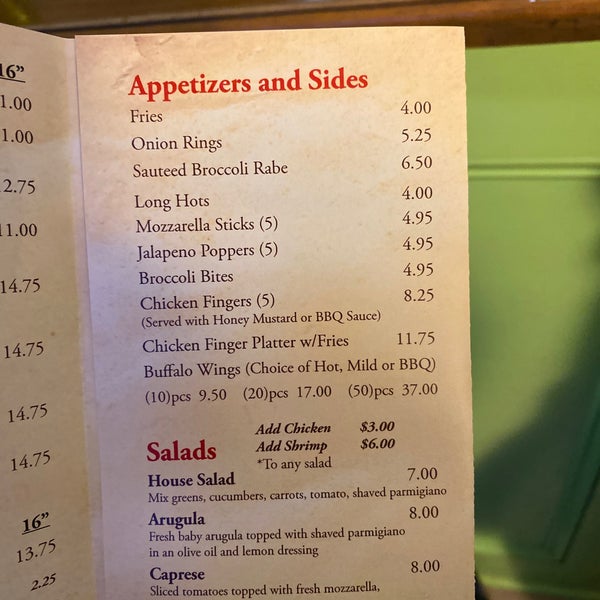 16”
1.00
1.00
2.75
11.00
14.75
14.75
14.75
14.75
16”
13.75
2.25
Appetizers and Sides
Fries 4.00
Onion Rings 5.25
Sauteed Broccoli Rabe 6.50
Long Hots 4.00
Mozzarella Sticks (5) 4.95
Jalapeno Poppers (5) 4.95
Broccoli Bites 4.95
Chicken Fingers (5) 8.25
(Served with Honey Mustard or BBQ Sauce)
Chicken Finger Platter w/Fries 11.75
Buffalo Wings (Choice of Hot, Mild or BBQ)
(10)pcs 9.50 (20)pcs 17.00 (50)pcs 37.00
Add Chicken $3.00
Add Shrimp $6.00
Salads
*To any salad
House Salad 7.00
Mix greens, cucumbers, carrots, tomato, shaved parmigiano
Arugula 8.00
Fresh baby arugula topped with shaved parmigiano
in an olive oil and lemon dressing
Caprese 8.00
Sliced tomatoes topped with fresh mozzarella,